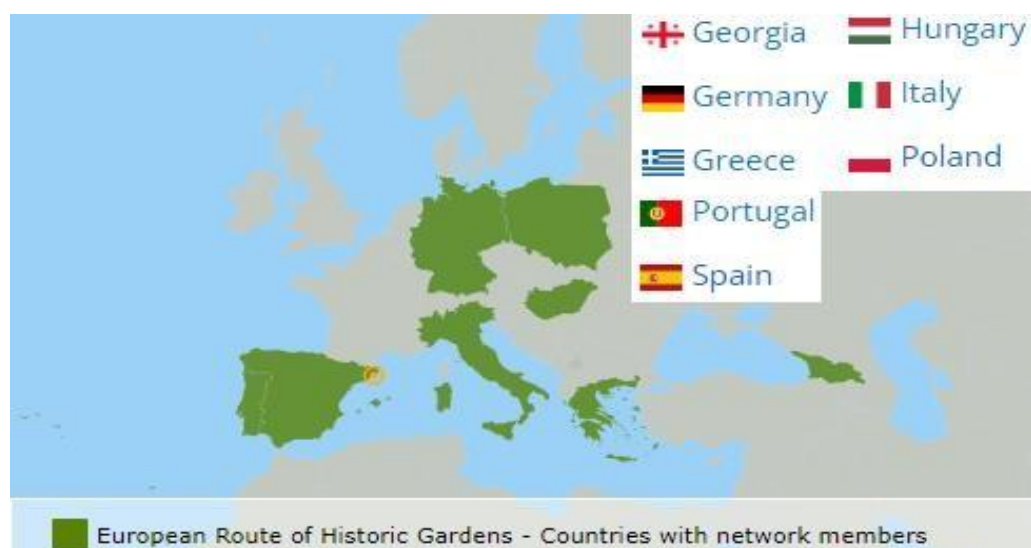 Georgia
Hungary
Germany
Italy
Greece
Poland
Portugal
Spain
European Route of Historic Gardens - Countries with network members